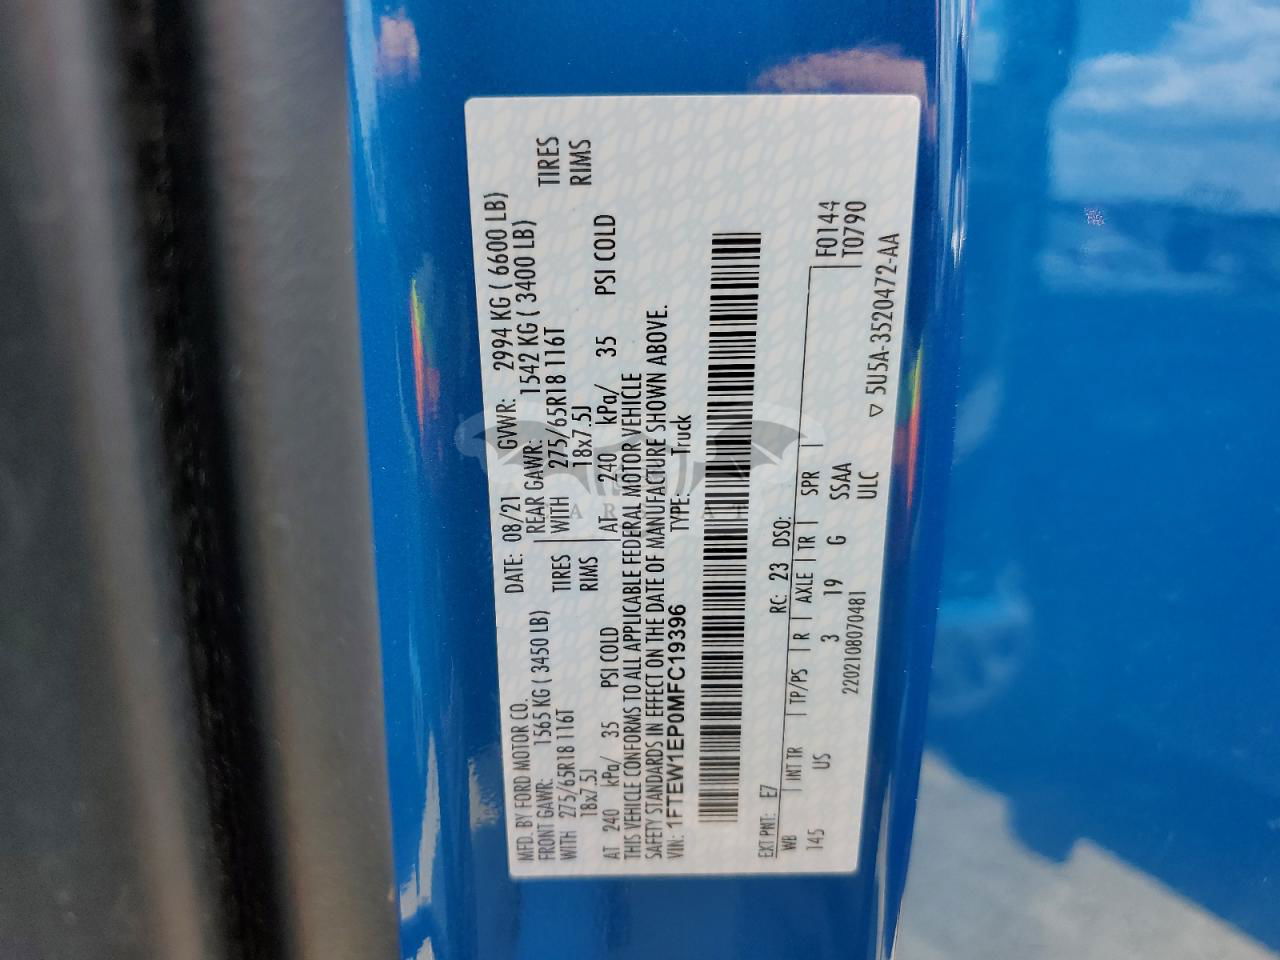 MFD. BY FORD MOTOR CO. DATE: 08/21 GVWR: 2994 KG ( 6600 LB)
FRONT GAWR: 1565 KG ( 3450 LB) REAR GAWR: 1542 KG ( 3400 LB)
WITH 275/65R18 116T TIRES WITH 275/65R18 116T TIRES
18x7.5J RIMS 18x7.5J RIMS
AT 240 kPa/ 35 PSI COLD AT 240 kPa/ 35 PSI COLD
THIS VEHICLE CONFORMS TO ALL APPLICABLE FEDERAL MOTOR VEHICLE
SAFETY STANDARDS IN EFFECT ON THE DATE OF MANUFACTURE SHOWN ABOVE.
VIN: 1FTEW1EP0MFC19396 TYPE: Truck
EXT PNT: E7 RC: 23 DSO:
WB INT TR TP/PS R AXLE TR SPR F0144
145 US 3 19 G SSAA T0790
220210807­0481 ULC
▽ 5U5A-3520472-AA